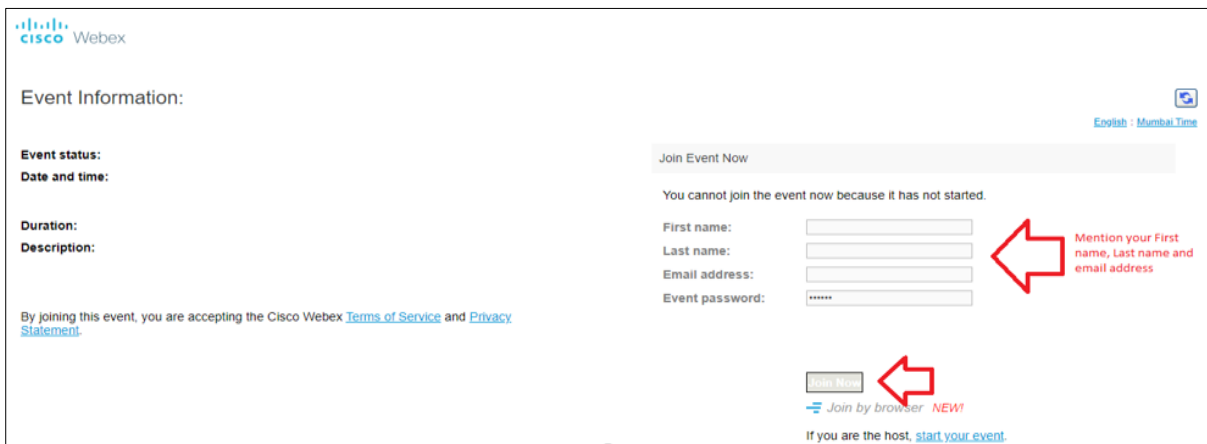 CISCO Webex
Event Information:
English : Mumbai Time
Event status:
Date and time:
Duration:
Description:
By joining this event, you are accepting the Cisco Webex Terms of Service and Privacy
Statement.
Join Event Now
You cannot join the event now because it has not started.
First name:
Last name:
Email address:
Event password: ••••••
Mention your First
name, Last name and
email address
Join Now
Join by browser NEW!
If you are the host, start your event.